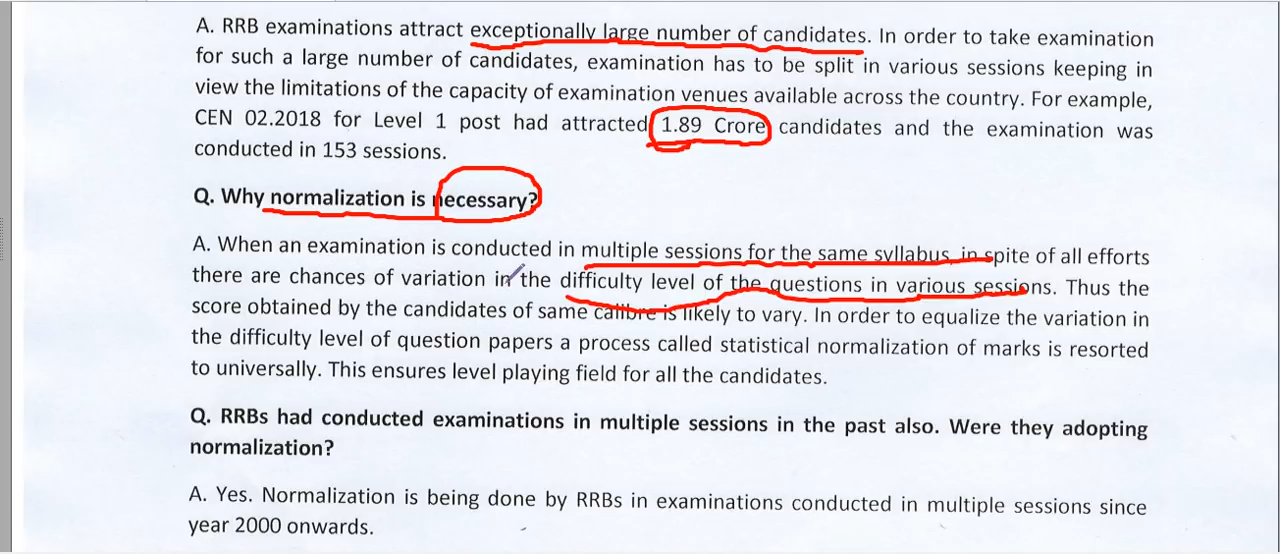 A. RRB examinations attract exceptionally large number of candidates. In order to take examination
for such a large number of candidates, examination has to be split in various sessions keeping in
view the limitations of the capacity of examination venues available across the country. For example,
CEN 02.2018 for Level 1 post had attracted 1.89 Crore candidates and the examination was
conducted in 153 sessions.
Q. Why normalization is necessary?
A. When an examination is conducted in multiple sessions for the same syllabus, in spite of all efforts
there are chances of variation in the difficulty level of the questions in various sessions. Thus the
score obtained by the candidates of same calibre is likely to vary. In order to equalize the variation in
the difficulty level of question papers a process called statistical normalization of marks is resorted
to universally. This ensures level playing field for all the candidates.
Q. RRBs had conducted examinations in multiple sessions in the past also. Were they adopting
normalization?
A. Yes. Normalization is being done by RRBs in examinations conducted in multiple sessions since
year 2000 onwards.